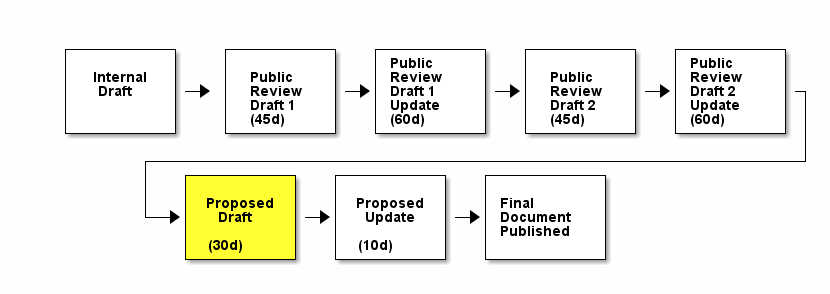 Internal
Draft
Public
Review
Draft 1
(45d)
Public
Review
Draft 1
Update
(60d)
Public
Review
Draft 2
(45d)
Public
Review
Draft 2
Update
(60d)
Proposed
Draft
(30d)
Proposed
Update
(10d)
Final
Document
Published